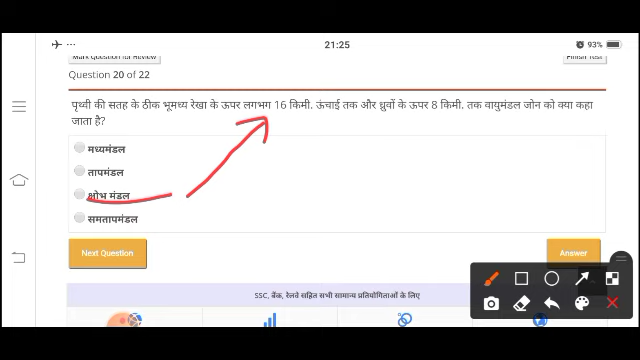 21:25
93%
Mark Question for Review
Finish Test
Question 20 of 22
पृथ्वी की सतह के ठीक भूमध्य रेखा के ऊपर लगभग 16 किमी. ऊंचाई तक और ध्रुवों के ऊपर 8 किमी. तक वायुमंडल जोन को क्या कहा
जाता है?
मध्यमंडल
तापमंडल
क्षोभ मंडल
समतापमंडल
Next Question
Answer
SSC, बैंक, रेलवे सहित सभी सामान्य प्रतियोगिताओं के लिए